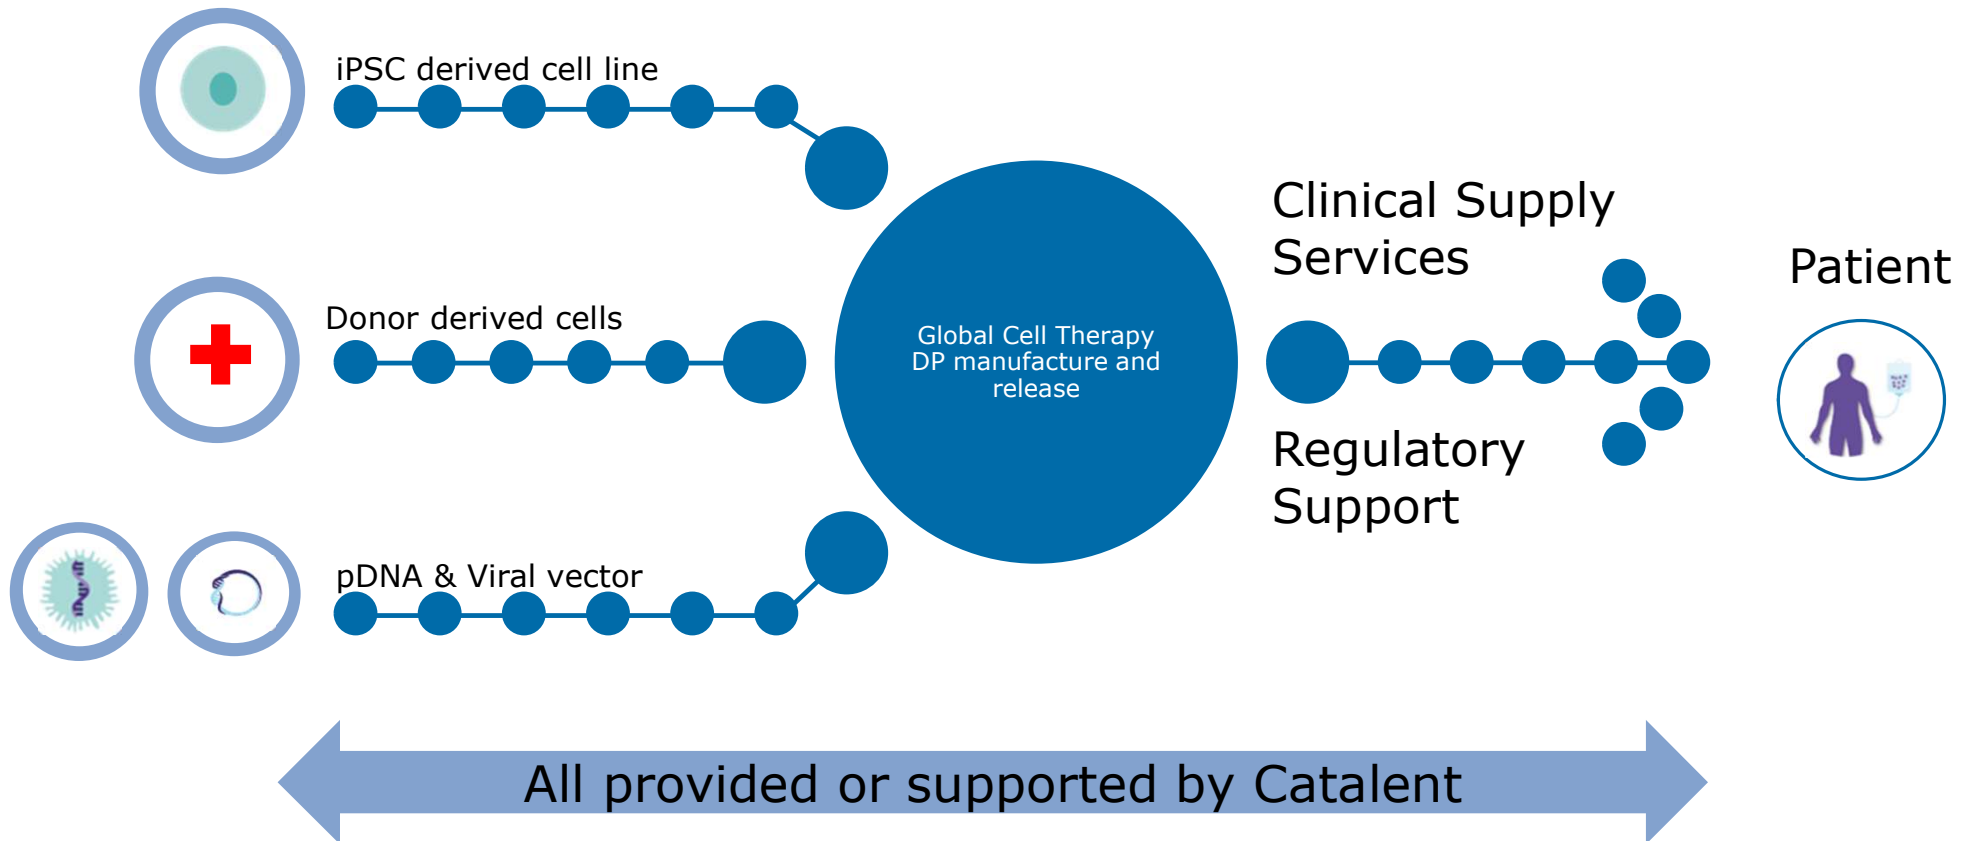 iPSC derived cell line
Donor derived cells
pDNA & Viral vector
Global Cell Therapy
DP manufacture and
release
Clinical Supply
Services
Regulatory
Support
Patient
All provided or supported by Catalent